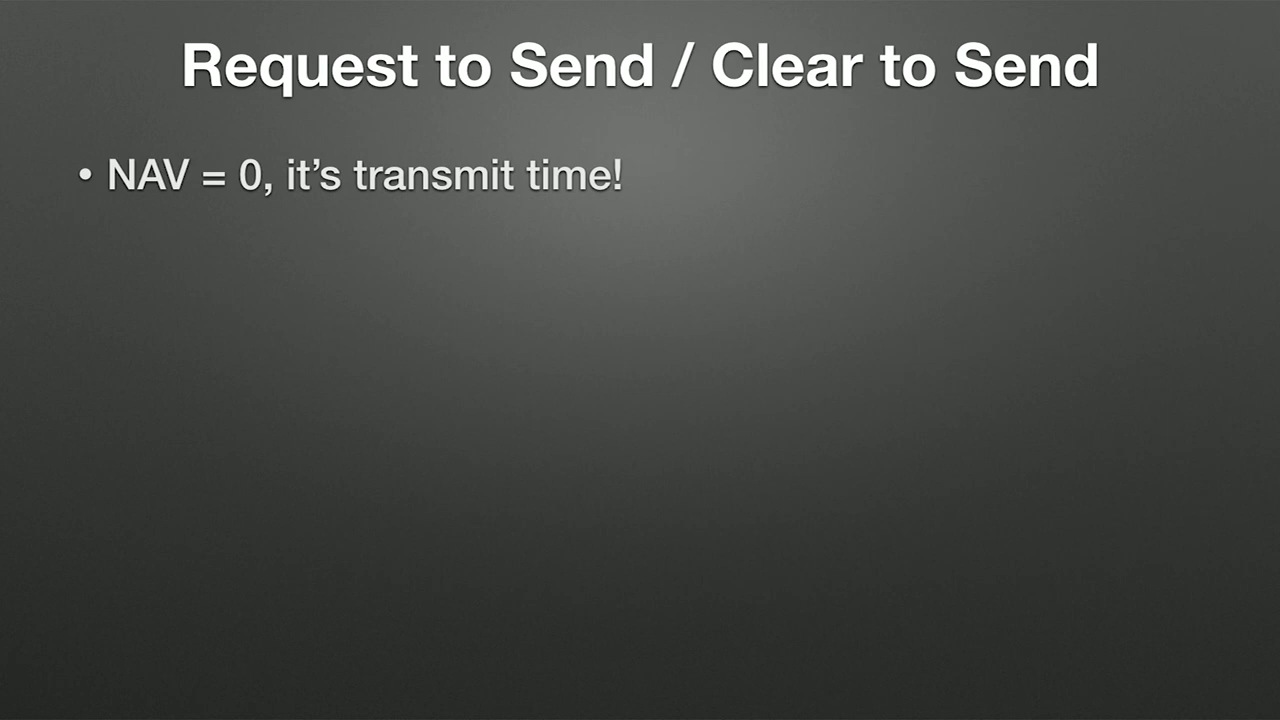 Request to Send / Clear to Send
• NAV = 0, it’s transmit time!